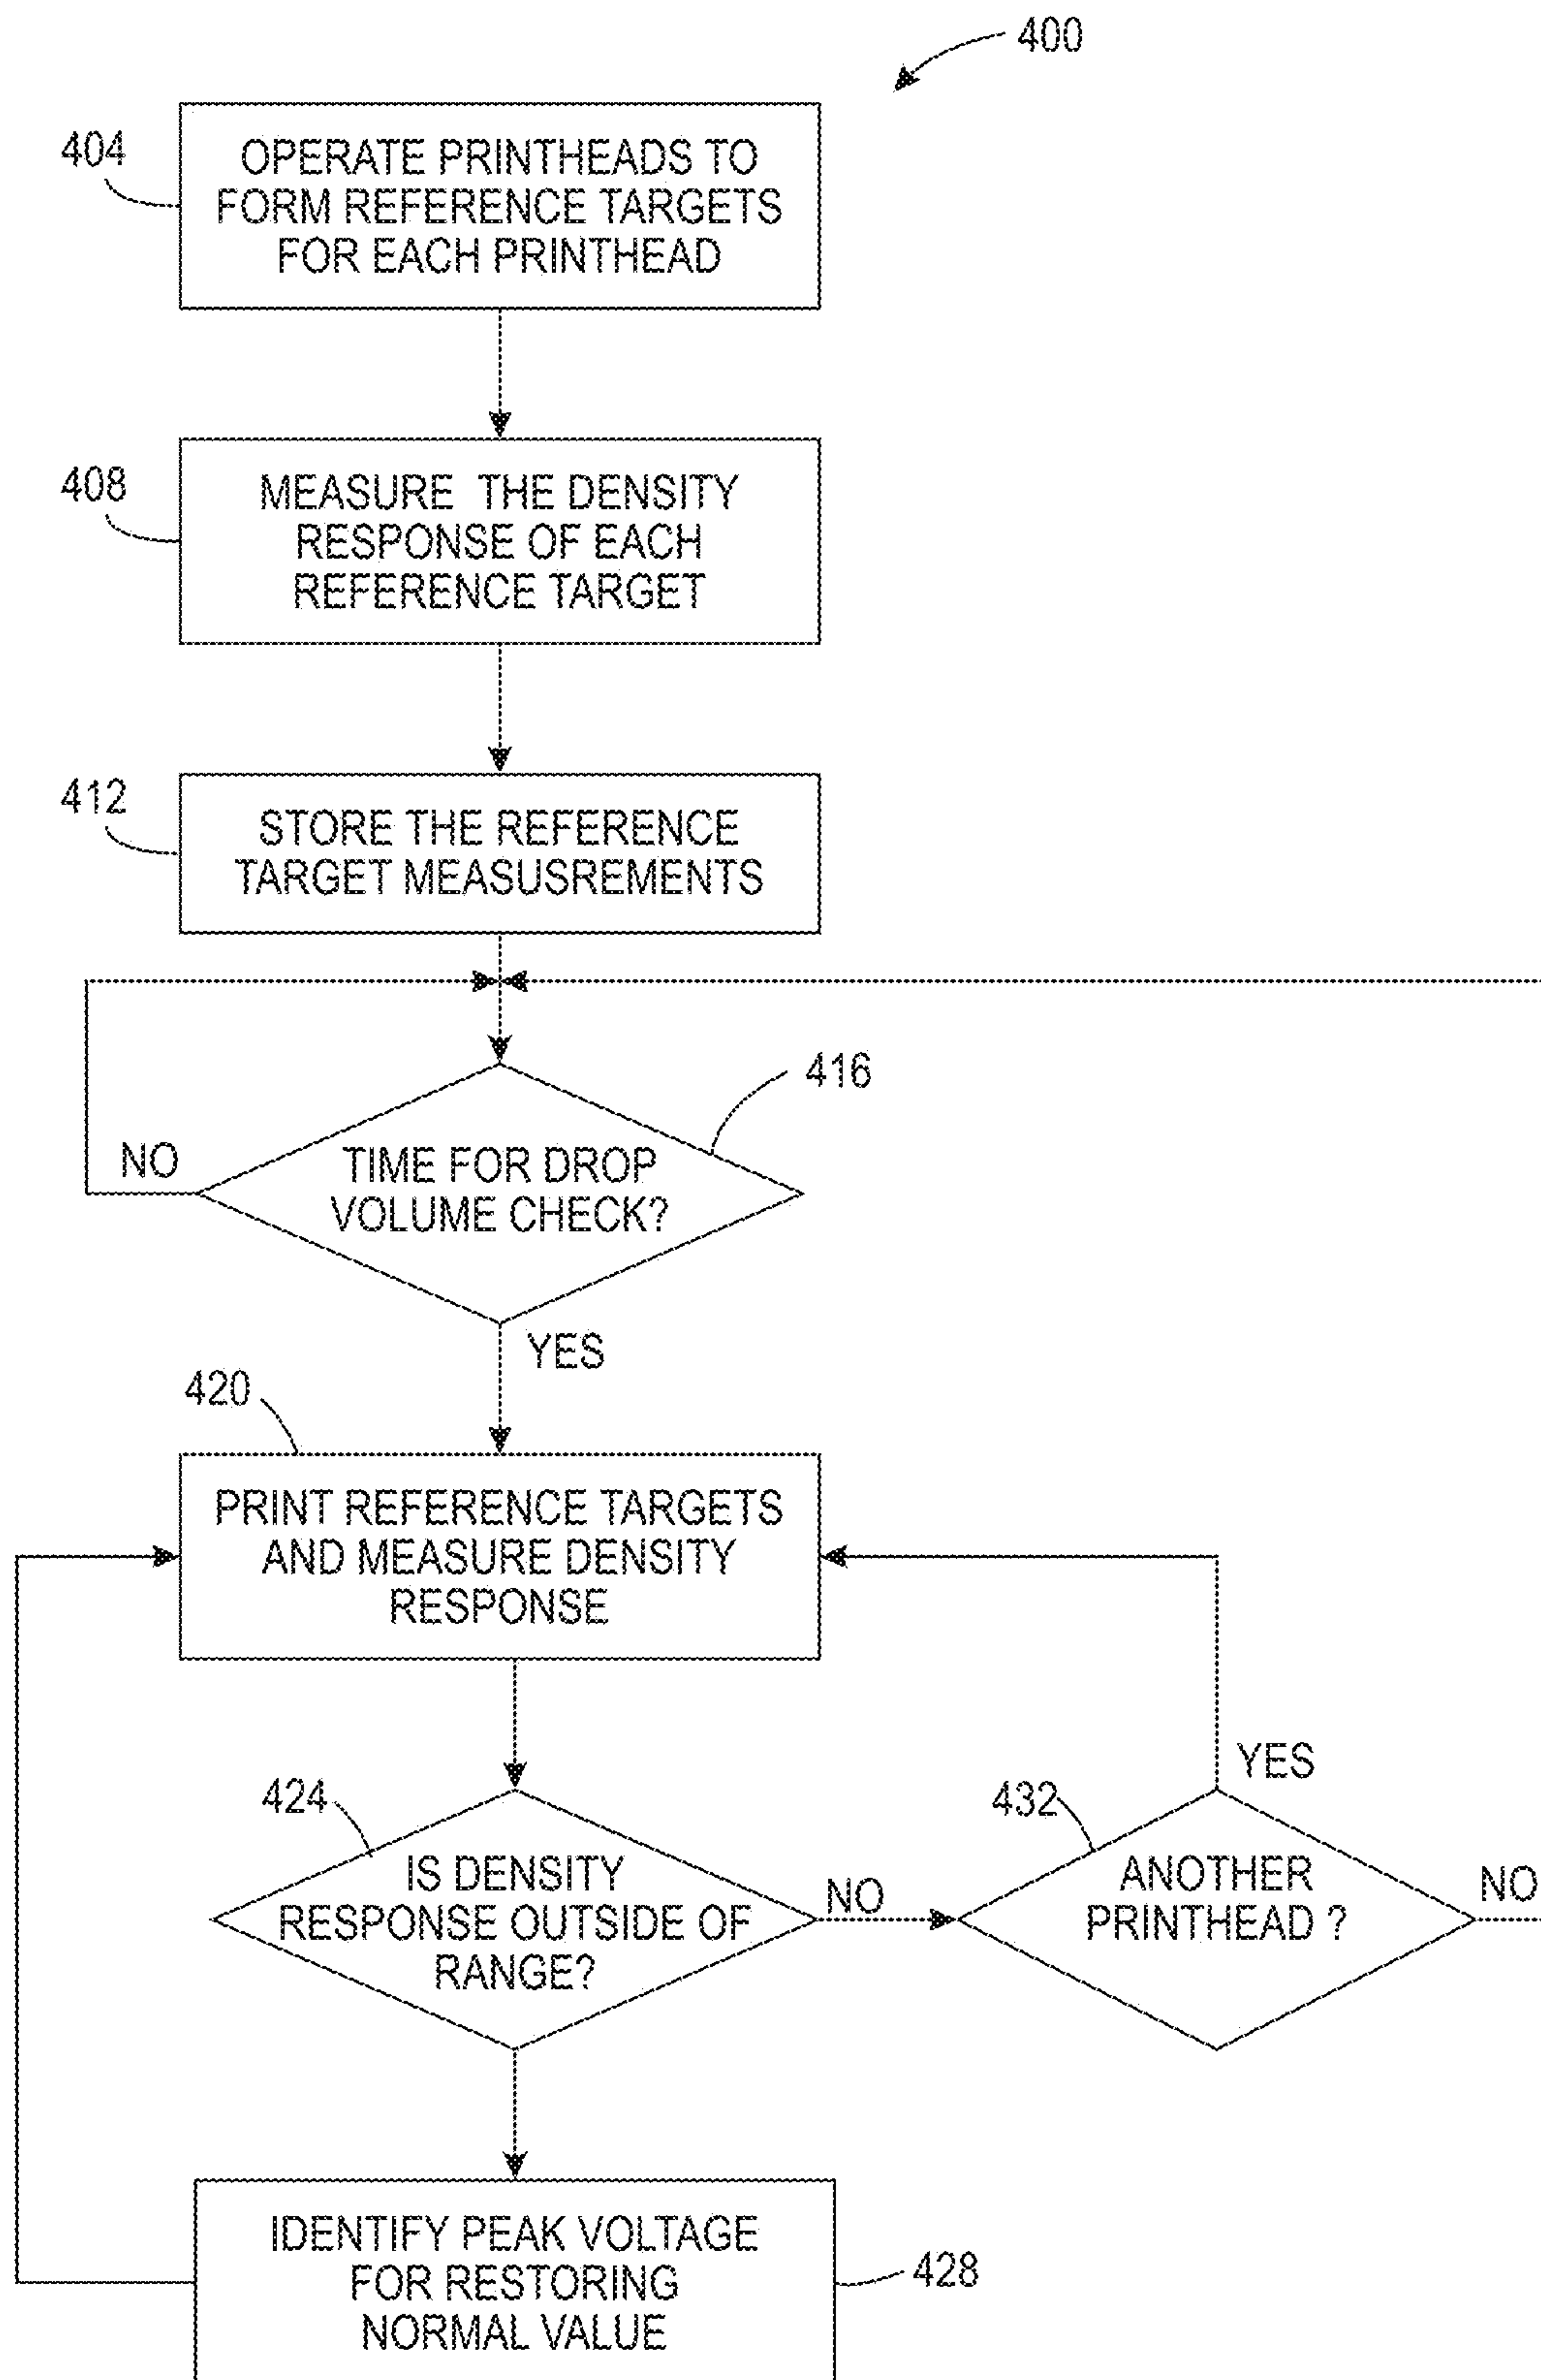 400
404
OPERATE PRINTHEADS TO
FORM REFERENCE TARGETS
FOR EACH PRINTHEAD
408
MEASURE THE DENSITY
RESPONSE OF EACH
REFERENCE TARGET
412
STORE THE REFERENCE
TARGET MEASUSREMENTS
416
NO
TIME FOR DROP
VOLUME CHECK?
YES
420
PRINT REFERENCE TARGETS
AND MEASURE DENSITY
RESPONSE
YES
424
432
IS DENSITY
RESPONSE OUTSIDE OF
RANGE?
NO
ANOTHER
PRINTHEAD ?
NO
IDENTIFY PEAK VOLTAGE
FOR RESTORING
NORMAL VALUE
428